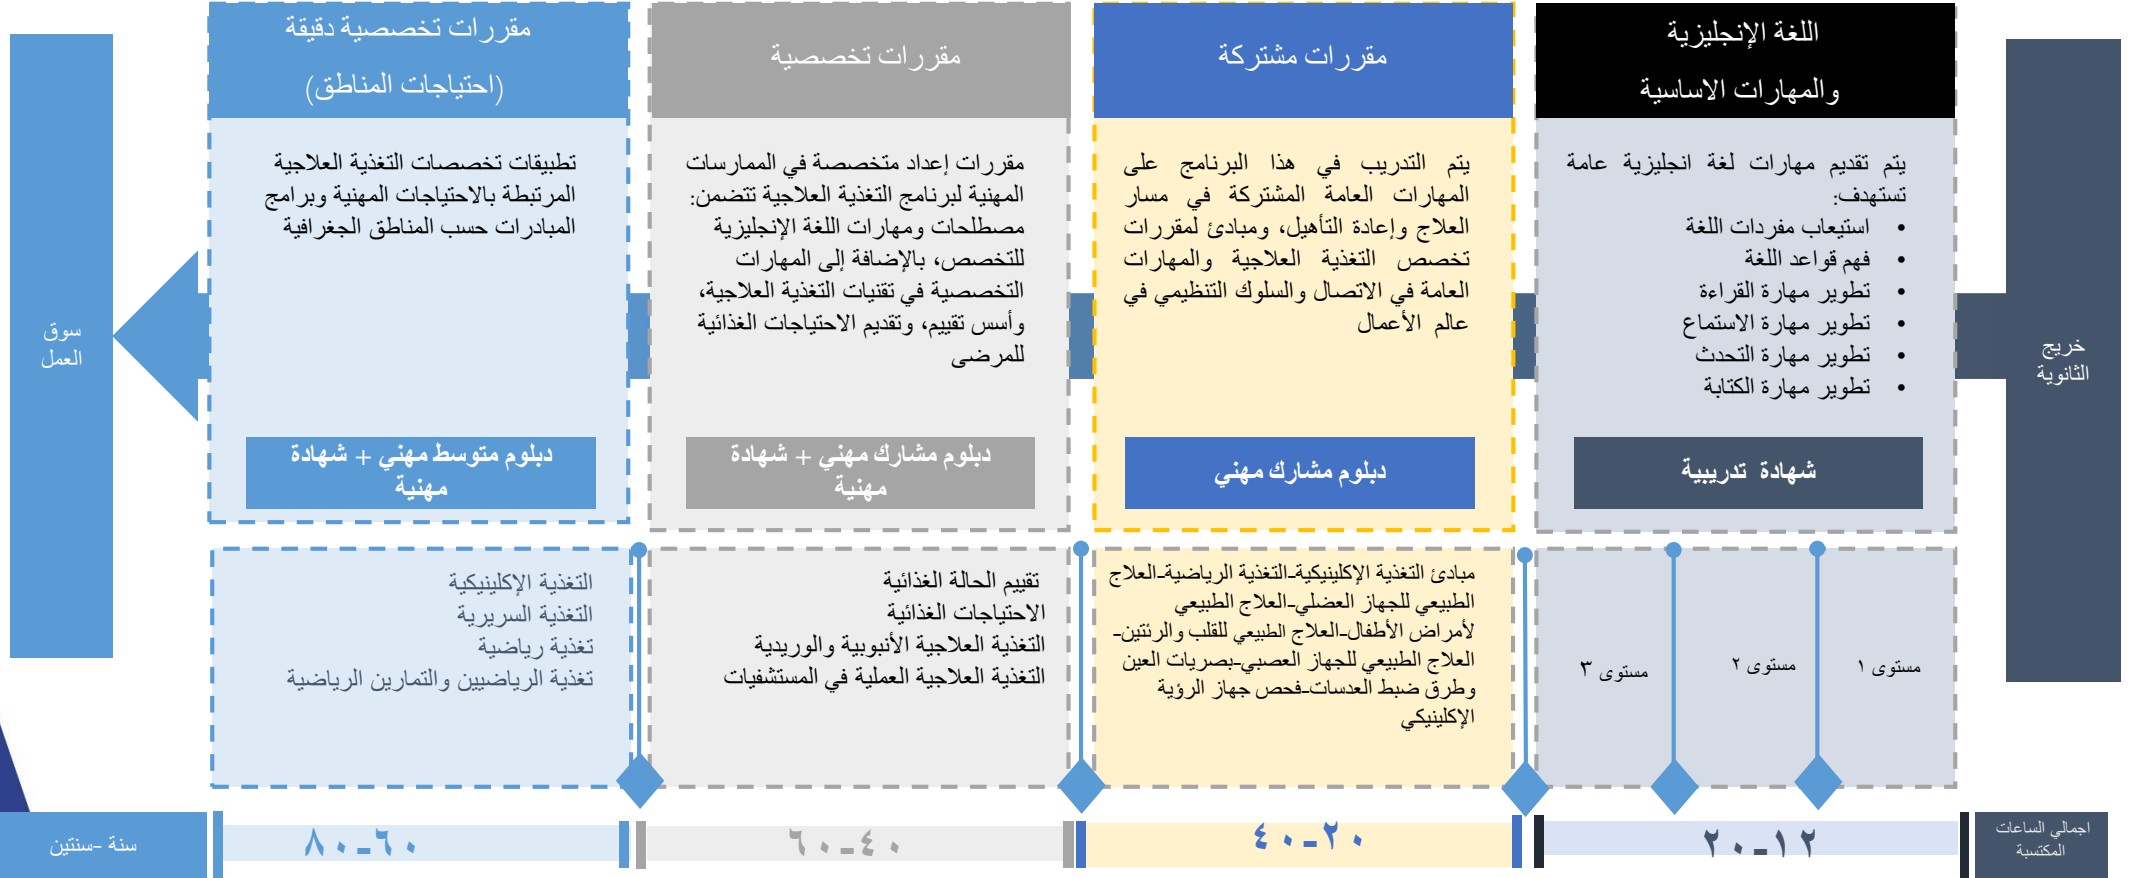 خريج
الثانوية
اللغة الإنجليزية
والمهارات الاساسية
يتم تقديم مهارات لغة انجليزية عامة
تستهدف:
• استيعاب مفردات اللغة
• فهم قواعد اللغة
• تطوير مهارة القراءة
• تطوير مهارة الاستماع
• تطوير مهارة التحدث
• تطوير مهارة الكتابة
شهادة تدريبية
مقررات مشتركة
يتم التدريب في هذا البرنامج على
المهارات العامة المشتركة في مسار
العلاج وإعادة التأهيل، ومبادئ لمقررات
تخصص التغذية العلاجية والمهارات
العامة في الاتصال والسلوك التنظيمي في
عالم الأعمال
دبلوم مشارك مهني
مقررات تخصصية
مقررات إعداد متخصصة في الممارسات
المهنية لبرنامج التغذية العلاجية تتضمن:
مصطلحات ومهارات اللغة الإنجليزية
للتخصص، بالإضافة إلى المهارات
التخصصية في تقنيات التغذية العلاجية،
وأسس تقييم، وتقديم الاحتياجات الغذائية
للمرضى
دبلوم مشارك مهني + شهادة
مهنية
مقررات تخصصية دقيقة
(احتياجات المناطق)
تطبيقات تخصصات التغذية العلاجية
المرتبطة بالاحتياجات المهنية وبرامج
المبادرات حسب المناطق الجغرافية
دبلوم متوسط مهني + شهادة
مهنية
سوق
العمل
مستوى ١
مستوى ٢
مستوى ٣
مبادئ التغذية الإكلينيكية-التغذية الرياضية-العلاج
الطبيعي للجهاز العضلي-العلاج الطبيعي
لأمراض الأطفال-العلاج الطبيعي للقلب والرئتين-
العلاج الطبيعي للجهاز العصبي-بصريات العين
وطرق ضبط العدسات-فحص جهاز الرؤية
الإكلينيكي
تقييم الحالة الغذائية
الاحتياجات الغذائية
التغذية العلاجية الأنبوبية والوريدية
التغذية العلاجية العملية في المستشفيات
التغذية الإكلينيكية
التغذية السريرية
تغذية رياضية
تغذية الرياضيين والتمارين الرياضية
اجمالي الساعات
المكتسبة
١٢-٢٠
٢٠-٤٠
٤٠-٦٠
٦٠-٨٠
سنة -سنتين